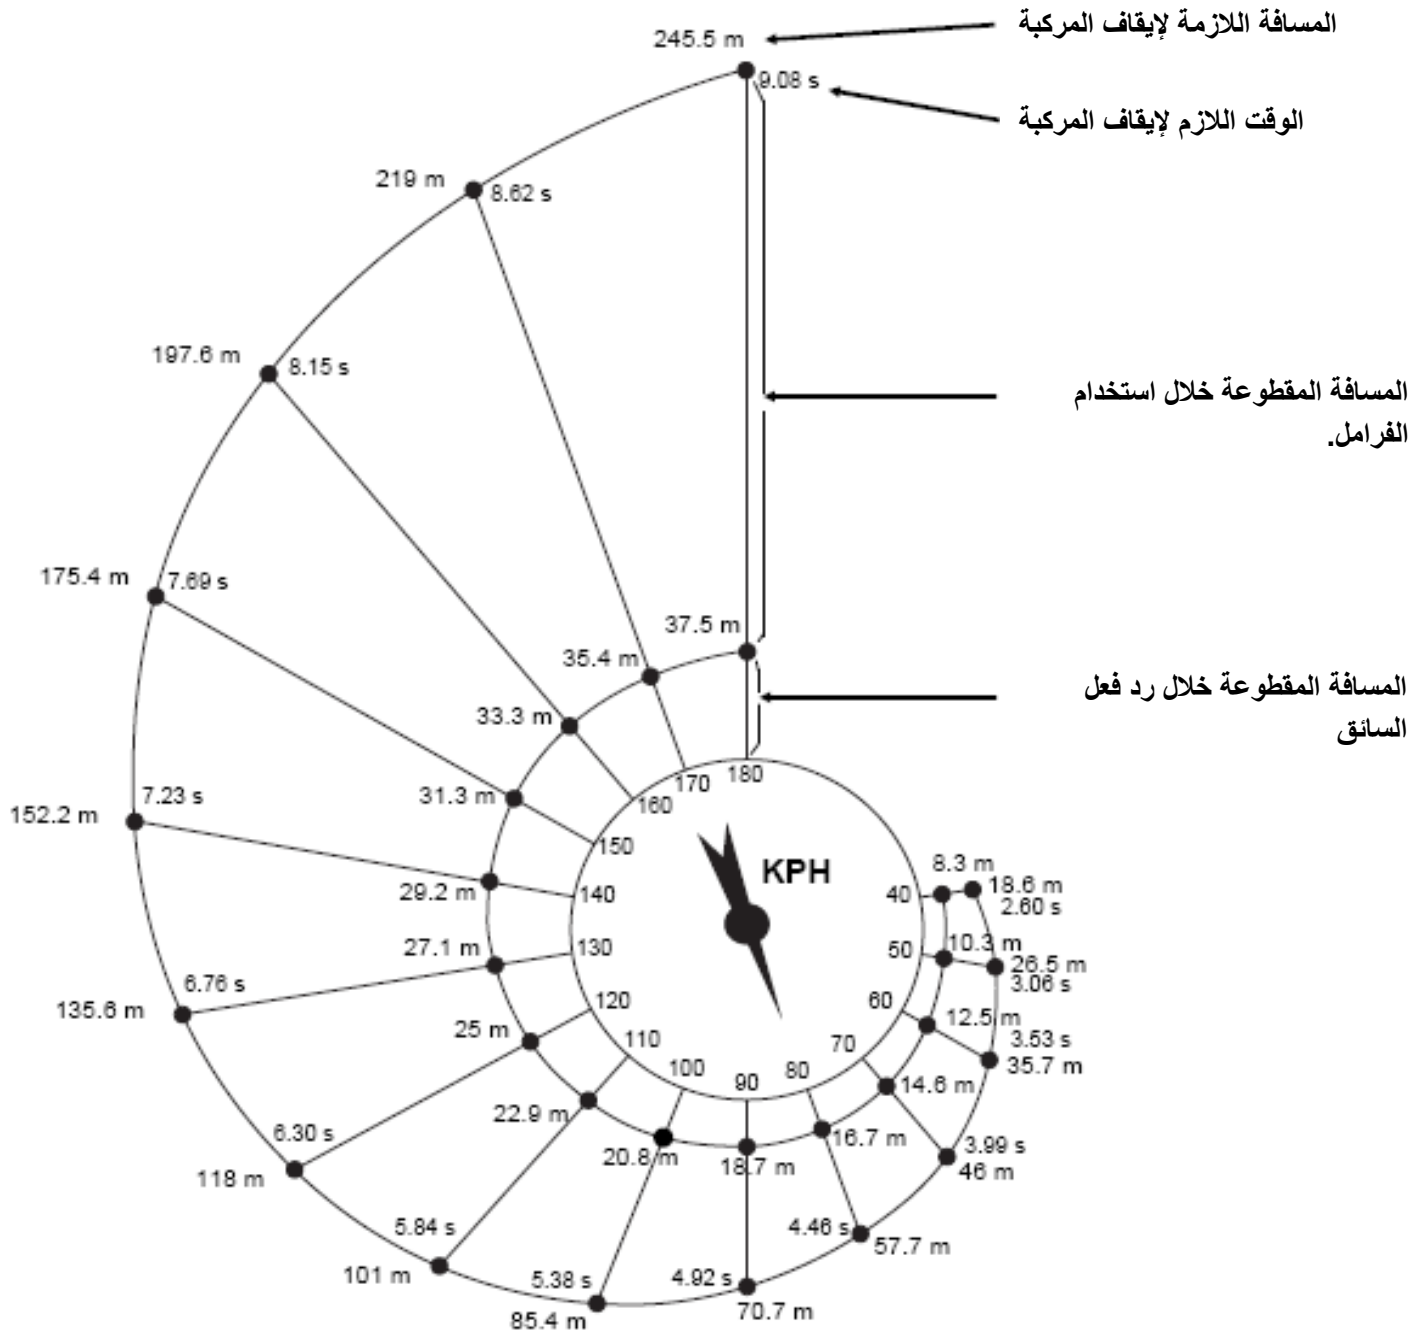 المسافة اللازمة لإيقاف المركبة
245.5 m
9.08 s
الوقت اللازم لإيقاف المركبة
219 m
8.62 s
197.6 m
8.15 s
المسافة المقطوعة خلال استخدام
الفرامل.
175.4 m
7.69 s
37.5 m
35.4 m
المسافة المقطوعة خلال رد فعل
السائق
33.3 m
180
170
160
31.3 m
150
152.2 m
7.23 s
KPH
29.2 m
140
8.3 m
40
18.6 m
2.60 s
27.1 m
130
50
10.3 m
26.5 m
3.06 s
135.6 m
6.76 s
120
60
12.5 m
3.53 s
35.7 m
25 m
110
70
100
90
80
14.6 m
22.9 m
20.8 m
18.7 m
16.7 m
3.99 s
46 m
6.30 s
118 m
5.84 s
101 m
4.46 s
57.7 m
5.38 s
85.4 m
4.92 s
70.7 m